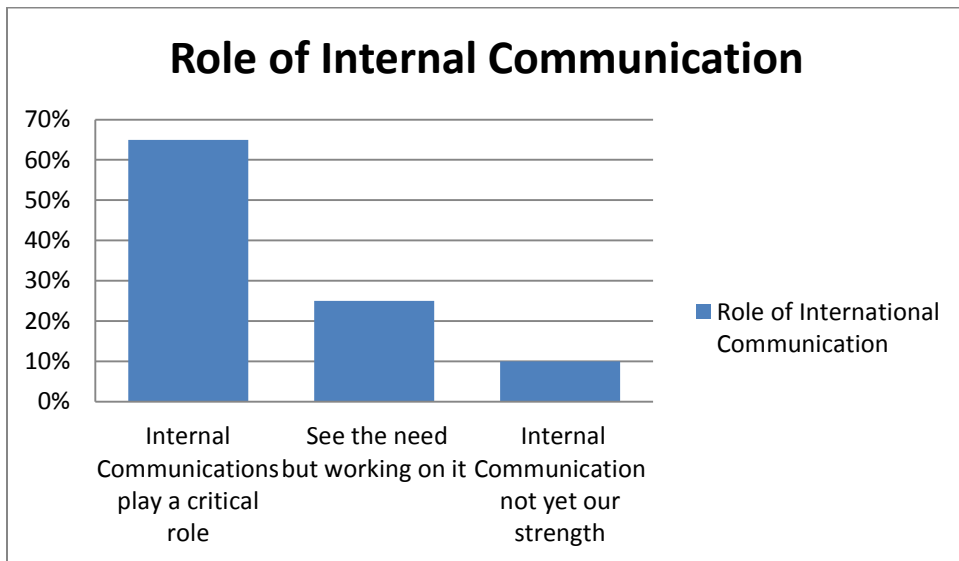 Role of Internal Communication
70%
60%
50%
40%
30%
20%
10%
0%
Internal
Communications
play a critical
role
See the need
but working on it
Internal
Communication
not yet our
strength
Role of International
Communication